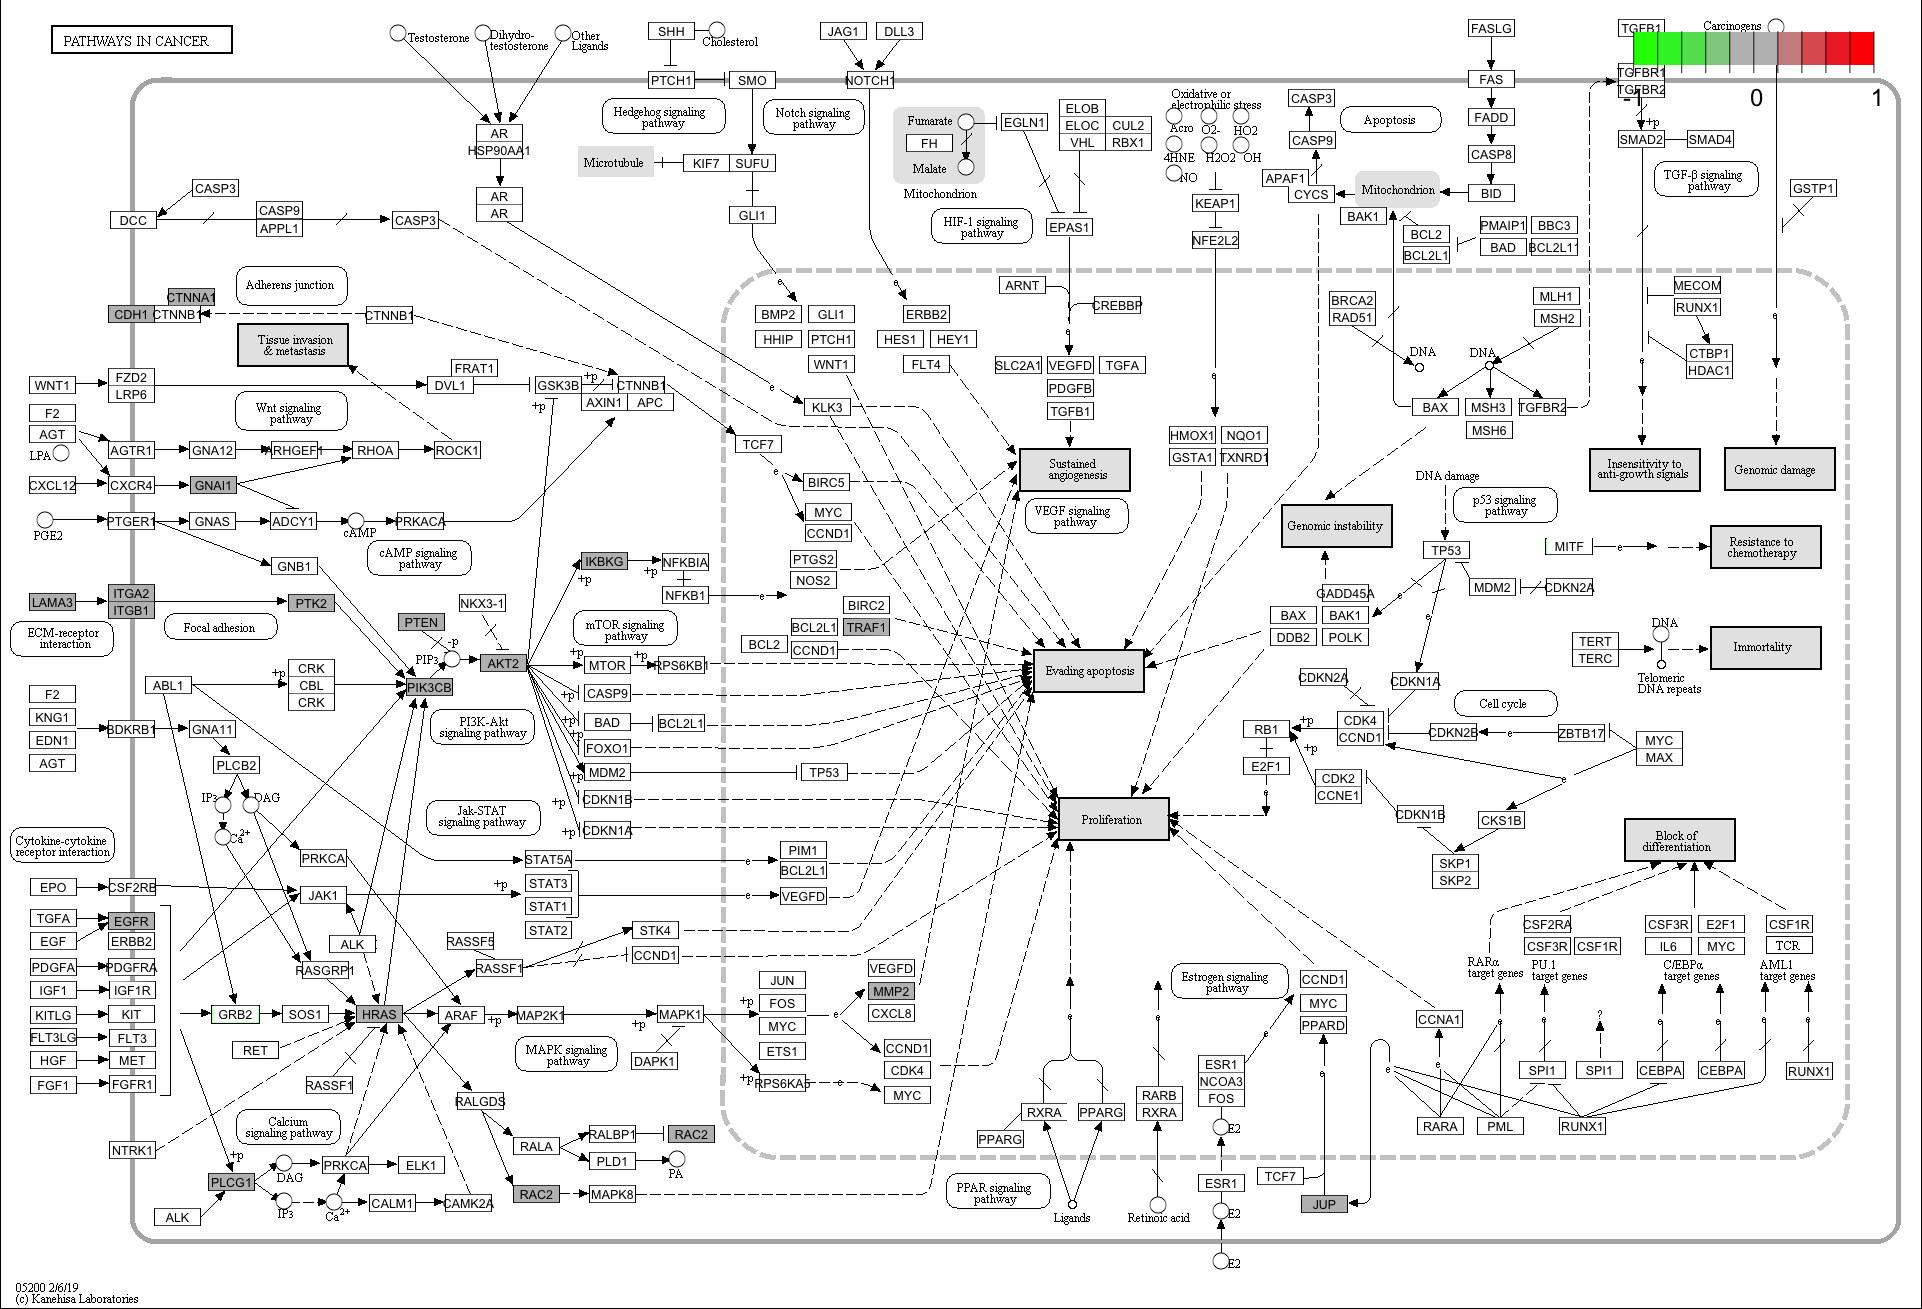 PATHWAYS IN CANCER
Testosterone
Dihydro-
testosterone
Other
Ligands
SHH
Cholesterol
JAG1
DLL3
FASLG
TGFB1
Carcinogens
PTCH1
SMO
NOTCH1
FAS
TGFBR1
TGFBR2
-1
0
1
Hedgehog signaling
pathway
Notch signaling
pathway
Fumarate
FH
Malate
Mitochondrion
EGLN1
ELOB
ELOC
CUL2
VHL
RBX1
Oxidative or
electrophilic stress
Acro
O2-
HO2
4HNE
H2O2
OH
NO
CASP3
CASP9
Apoptosis
FADD
CASP8
+p
SMAD2
SMAD4
AR
HSP90AA1
AR
AR
Microtubule
KIF7
SUFU
GLI1
HIF-1 signaling
pathway
EPAS1
KEAP1
NFE2L2
APAF1
CYCS
Mitochondrion
BID
BAK1
BCL2
BCL2L1
PMAIP1
BBC3
BAD
BCL2L11
TGF-β signaling
pathway
GSTP1
CASP3
DCC
CASP9
APPL1
CASP3
Adherens junction
CTNNA1
CDH1
CTNNB1
CTNNB1
Tissue invasion
& metastasis
e
BMP2
GLI1
HHIP
PTCH1
WNT1
e
ERBB2
HES1
HEY1
FLT4
ARNT
CREBBP
e
SLC2A1
VEGFD
TGFA
PDGFB
TGFB1
BRCA2
RAD51
MLH1
MSH2
DNA
DNA
MECOM
RUNX1
CTBP1
HDAC1
e
e
BAX
MSH3
TGFBR2
MSH6
WNT1
FZD2
LRP6
FRAT1
DVL1
GSK3B
+p
CTNNB1
AXIN1
APC
+p
Wnt signaling
pathway
F2
AGT
LPA
AGTR1
GNA12
ARHGEF1
RHOA
ROCK1
CXCL12
CXCR4
GNAI1
PGE2
PTGER1
GNAS
ADCY1
cAMP
PRKACA
cAMP signaling
pathway
GNB1
e
KLK3
TCF7
e
BIRC5
MYC
CCND1
PTGS2
NOS2
Sustained
angiogenesis
VEGF signaling
pathway
e
HMOX1
NQO1
GSTA1
TXNRD1
Insensitivity to
anti-growth signals
Genomic damage
DNA damage
p53 signaling
pathway
Genomic instability
TP53
MITF
e
Resistance to
chemotherapy
MDM2
CDKN2A
e
e
GADD45A
BAX
BAK1
DDB2
POLK
IKBKG
+p
+p
NFKBIA
NFKB1
e
LAMA3
ITGA2
ITGB1
PTK2
ECM-receptor
interaction
Focal adhesion
NKX3-1
PTEN
-p
PIP3
AKT2
mTOR signaling
pathway
BIRC2
BCL2L1
TRAF1
BCL2
CCND1
Evading apoptosis
TERT
TERC
DNA
Telomeric
DNA repeats
Immortality
ABL1
CRK
CBL
CRK
+p
PIK3CB
+p
MTOR
+p
RPS6KB1
+p
CASP9
+p
BAD
BCL2L1
+p
FOXO1
+p
MDM2
TP53
+p
CDKN1B
+p
CDKN1A
PI3K-Akt
signaling pathway
F2
KNG1
EDN1
AGT
BDKRB1
GNA11
PLCB2
IP3
DAG
Ca2+
CDKN2A
CDKN1A
Cell cycle
RB1
+p
CDK4
CCND1
CDKN2B
e
ZBTB17
MYC
MAX
+p
E2F1
e
CDK2
CCNE1
e
CDKN1B
CKS1B
SKP1
SKP2
Jak-STAT
signaling pathway
Cytokine-cytokine
receptor interaction
PRKCA
STAT5A
e
PIM1
BCL2L1
Proliferation
Block of
differentiation
EPO
CSF2RB
JAK1
+p
STAT3
STAT1
STAT2
e
VEGFD
TGFA
EGFR
EGF
ERBB2
ALK
RASSF5
RASSF1
STK4
CCND1
PDGFA
PDGFRA
IGF1
IGF1R
RASGRP1
KITLG
KIT
GRB2
SOS1
HRAS
ARAF
+p
MAP2K1
+p
MAPK1
+p
JUN
FOS
MYC
ETS1
e
VEGFD
MMP2
CXCL8
CCND1
CDK4
FLT3LG
FLT3
HGF
MET
FGF1
FGFR1
RET
RASSF1
MAPK signaling
pathway
DAPK1
+p
RPS6KA5
e
MYC
Estrogen signaling
pathway
CCND1
MYC
PPARD
e
ESR1
NCOA3
FOS
e
e
e
CSF2RA
CSF3R
CSF1R
CSF3R
E2F1
IL6
MYC
CSF1R
TCR
RARα
target genes
PU.1
target genes
C/EBPα
target genes
AML1
target genes
CCNA1
e
e
e
?
e
e
e
e
e
SPI1
SPI1
CEBPA
CEBPA
RUNX1
RALGDS
RXRA
PPARG
PPARG
RARB
RXRA
E2
RARA
PML
RUNX1
Calcium
signaling pathway
NTRK1
+p
PLCG1
DAG
PRKCA
ELK1
IP3
Ca2+
CALM1
CAMK2A
ALK
RALA
RALBP1
RAC2
PLD1
PA
RAC2
MAPK8
PPAR signaling
pathway
Ligands
Retinoic acid
ESR1
E2
TCF7
JUP
E2
05200 2/6/19
(c) Kanehisa Laboratories